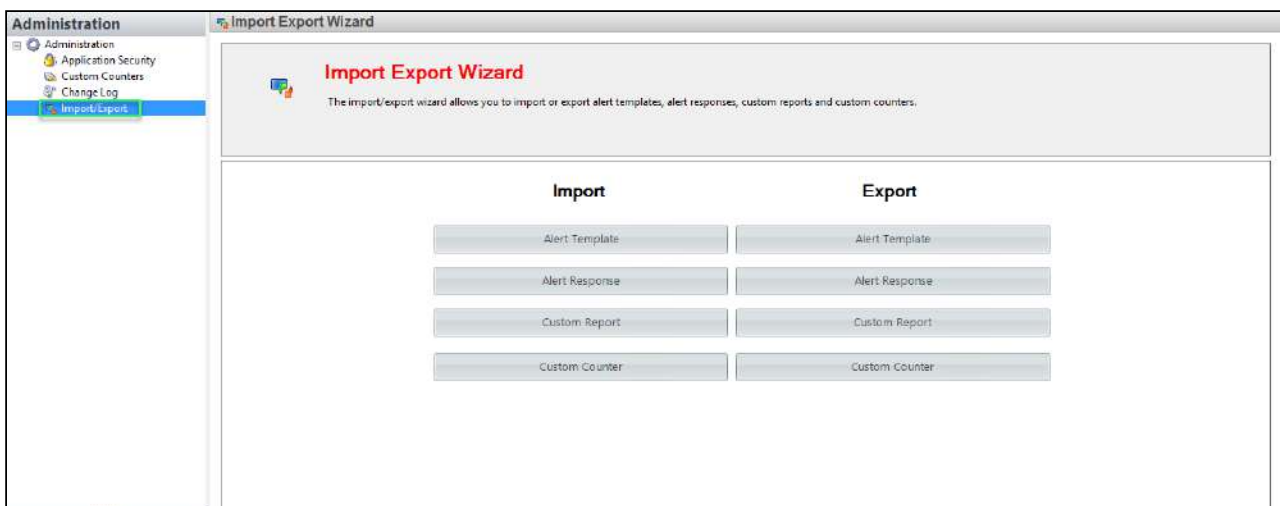 Administration
Administration
Application Security
Custom Counters
Change Log
Import/Export
Import Export Wizard
Import Export Wizard
The import/export wizard allows you to import or export alert templates, alert responses, custom reports and custom counters.
Import Export
Alert Template Alert Template
Alert Response Alert Response
Custom Report Custom Report
Custom Counter Custom Counter